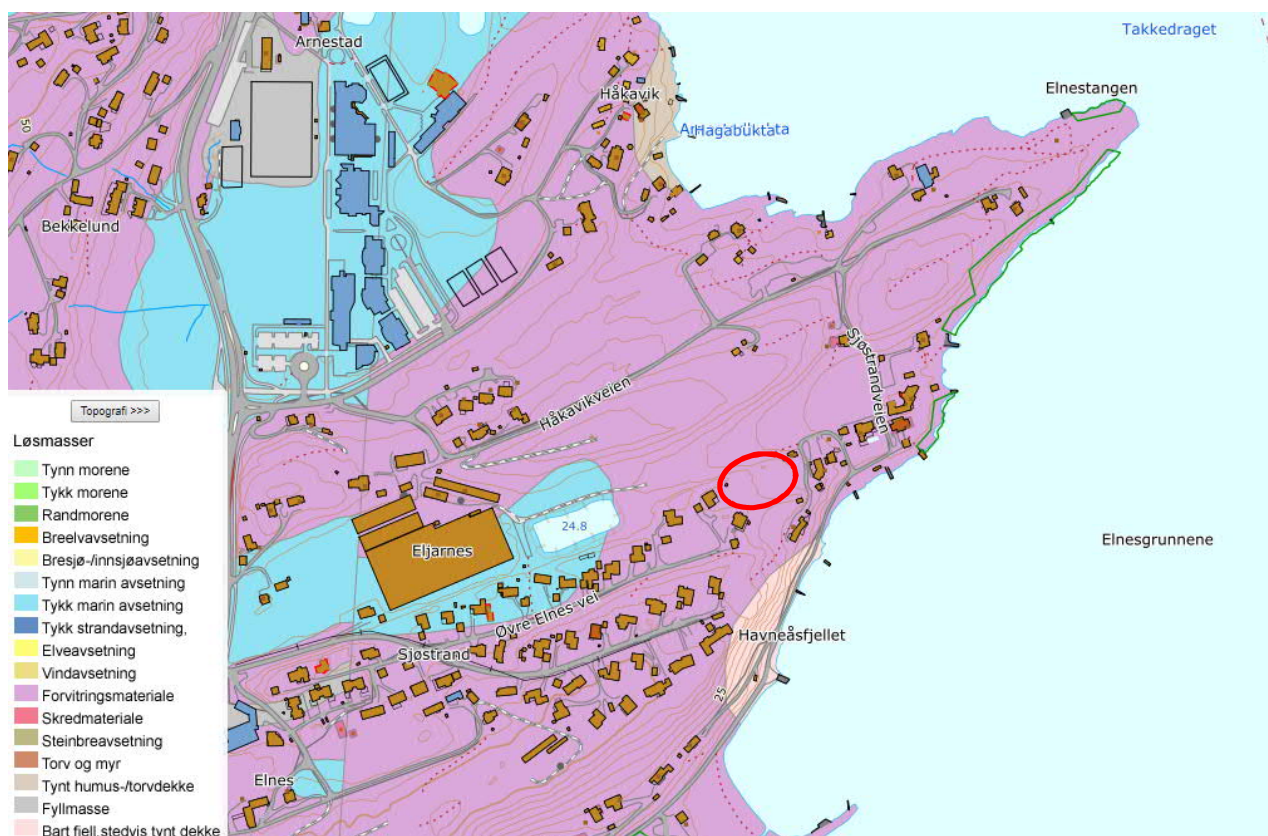 Arnestad
Takkedraget
Elnestangen
Håkavik
50
Bekkelund
Sjøstrandveien
Håkavikveien
Topografi >>>
Løsmasser
Tynn morene
Tykk morene
Randmorene
Breelvavsetning
Bresjø-/innsjøavsetning
Tynn marin avsetning
Tykk marin avsetning
Tykk strandavsetning,
Elveavsetning
Vindavsetning
Forvitringsmateriale
Skredmateriale
Steinbreavsetning
Torv og myr
Tynt humus-/torvdekke
Fyllmasse
Bart fjell,stedvis tynt dekke
24.8
Eljarnes
Elnesgrunnene
Øvre Elnes vei
Havneåsfjellet
Sjøstrand
25
Elnes